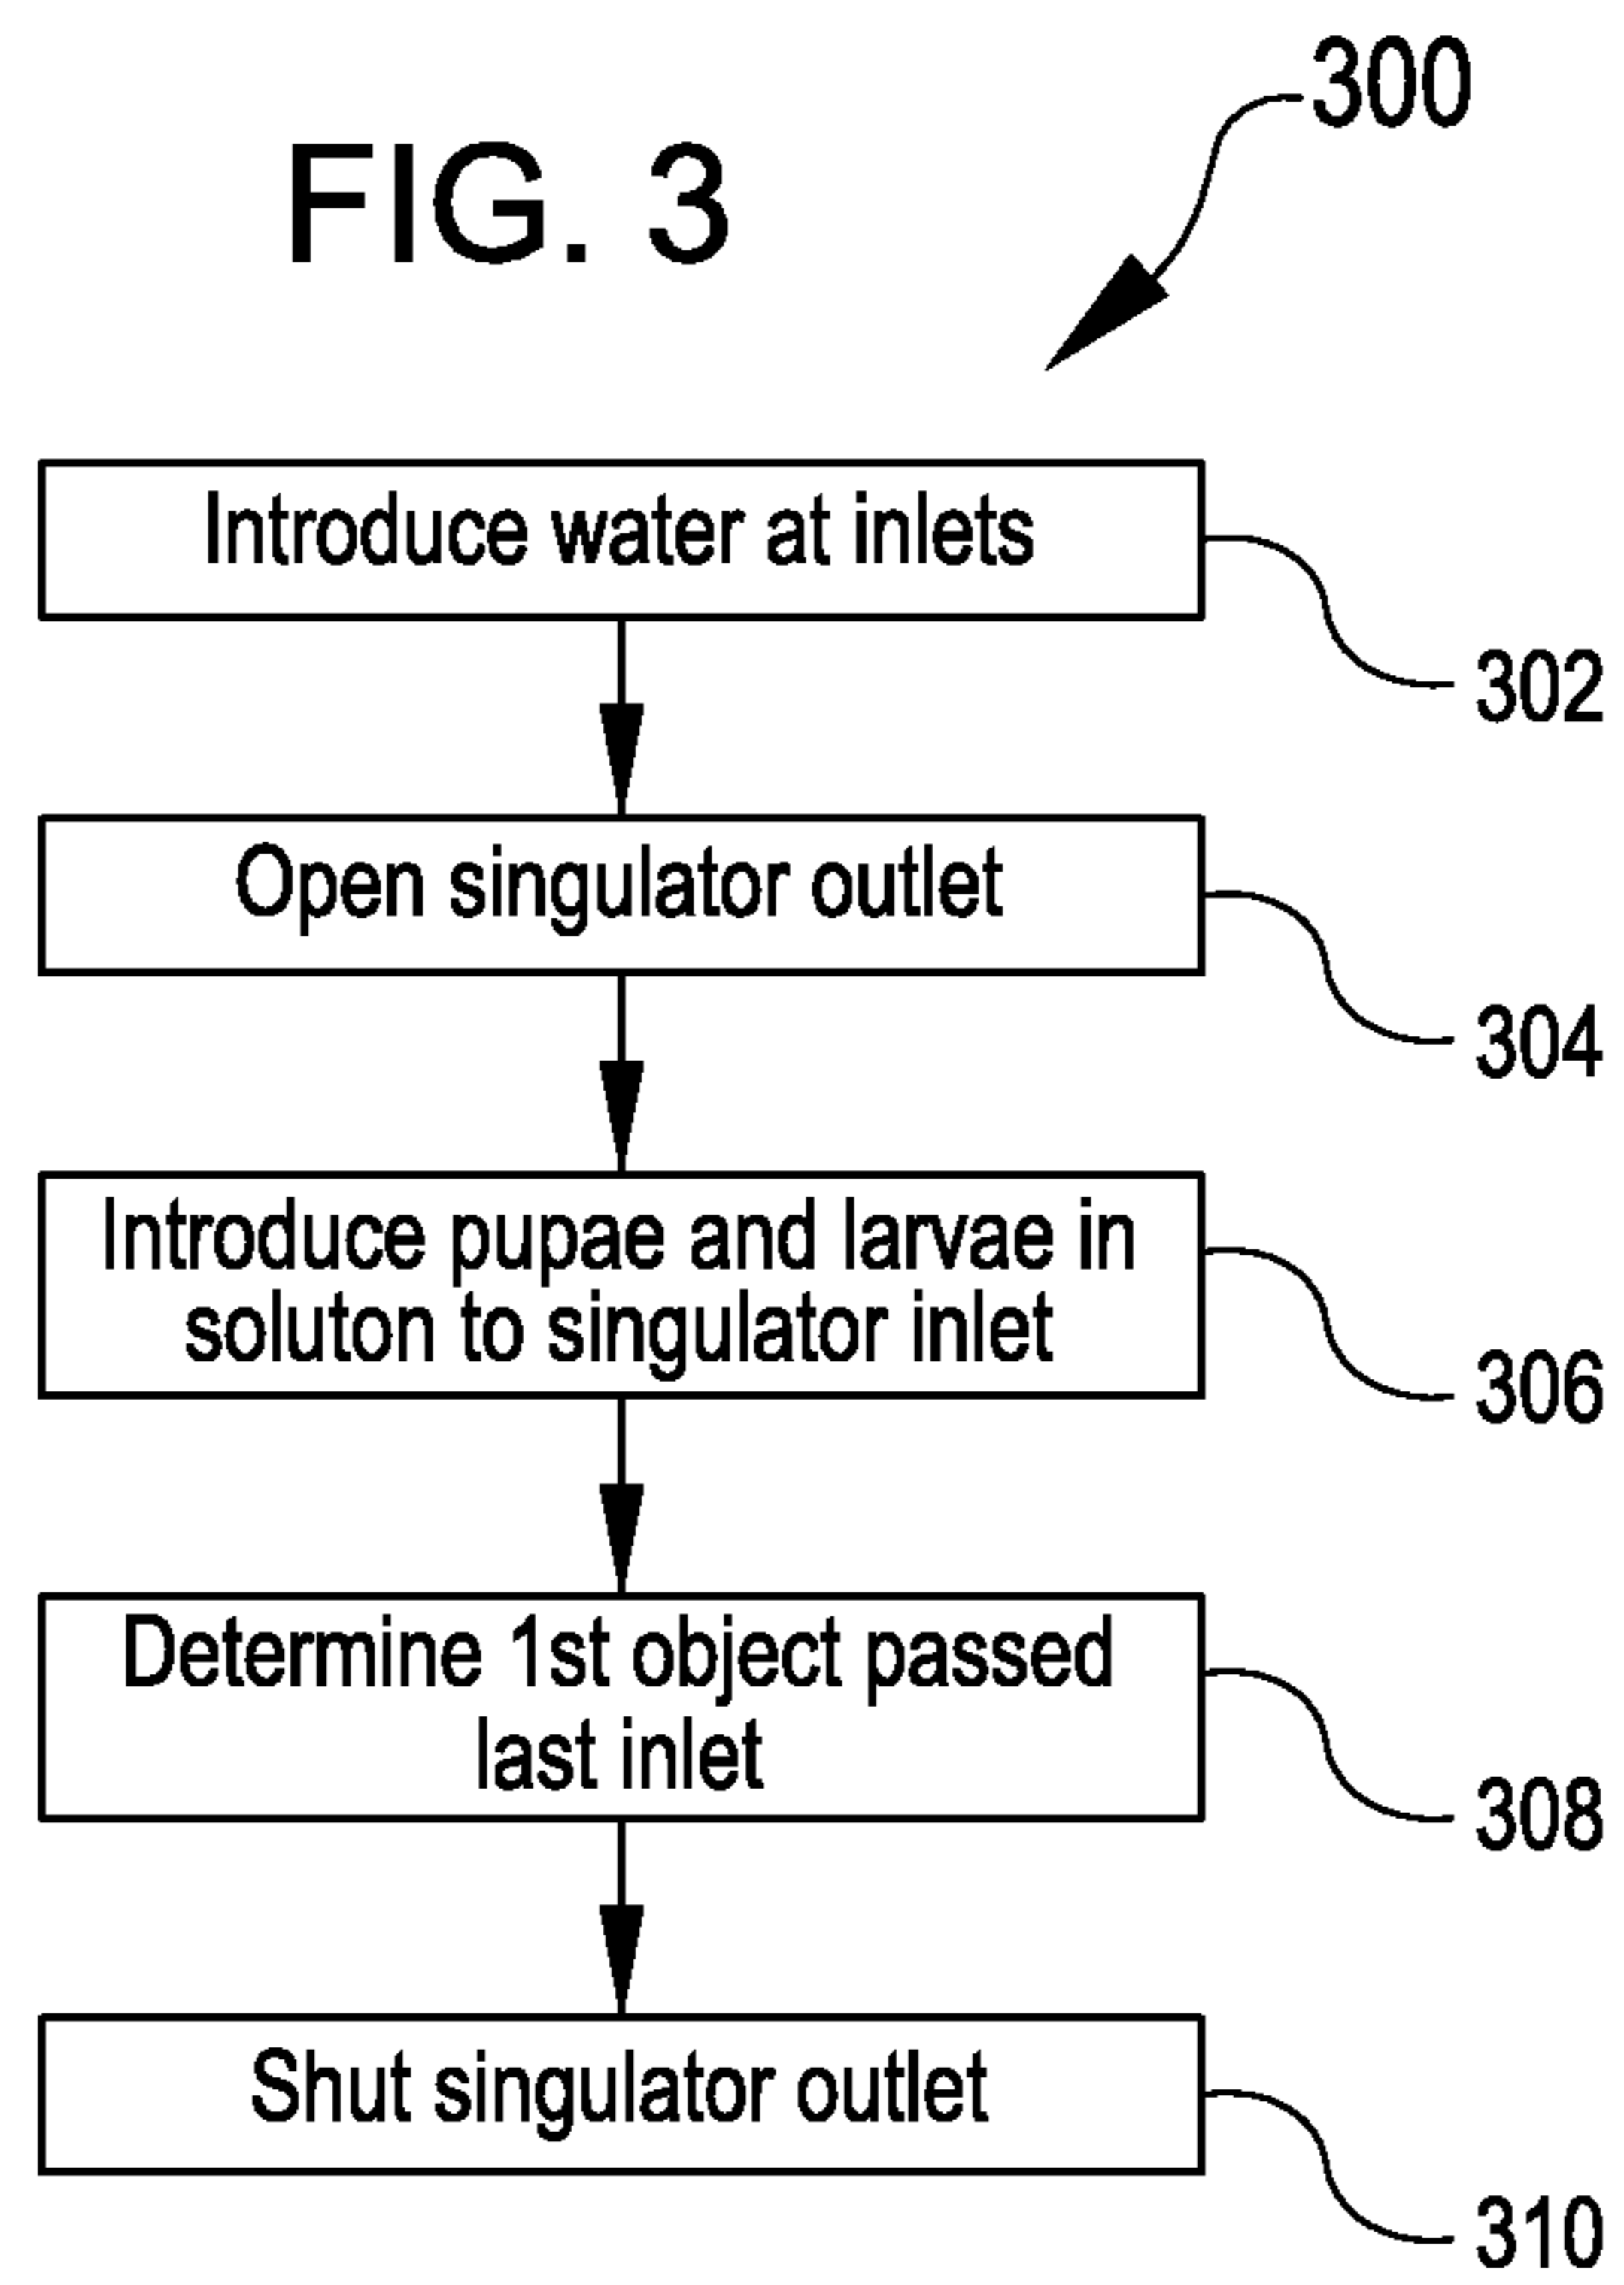 300
FIG. 3
Introduce water at inlets
302
Open singulator outlet
304
Introduce pupae and larvae in
soluton to singulator inlet
306
Determine 1st object passed
last inlet
308
Shut singulator outlet
310